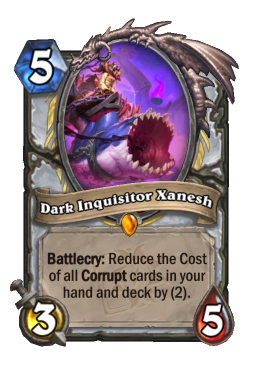 5
Dark Inquisitor Xanesh
Battlecry: Reduce the Cost
of all Corrupt cards in your
hand and deck by (2).
3
5